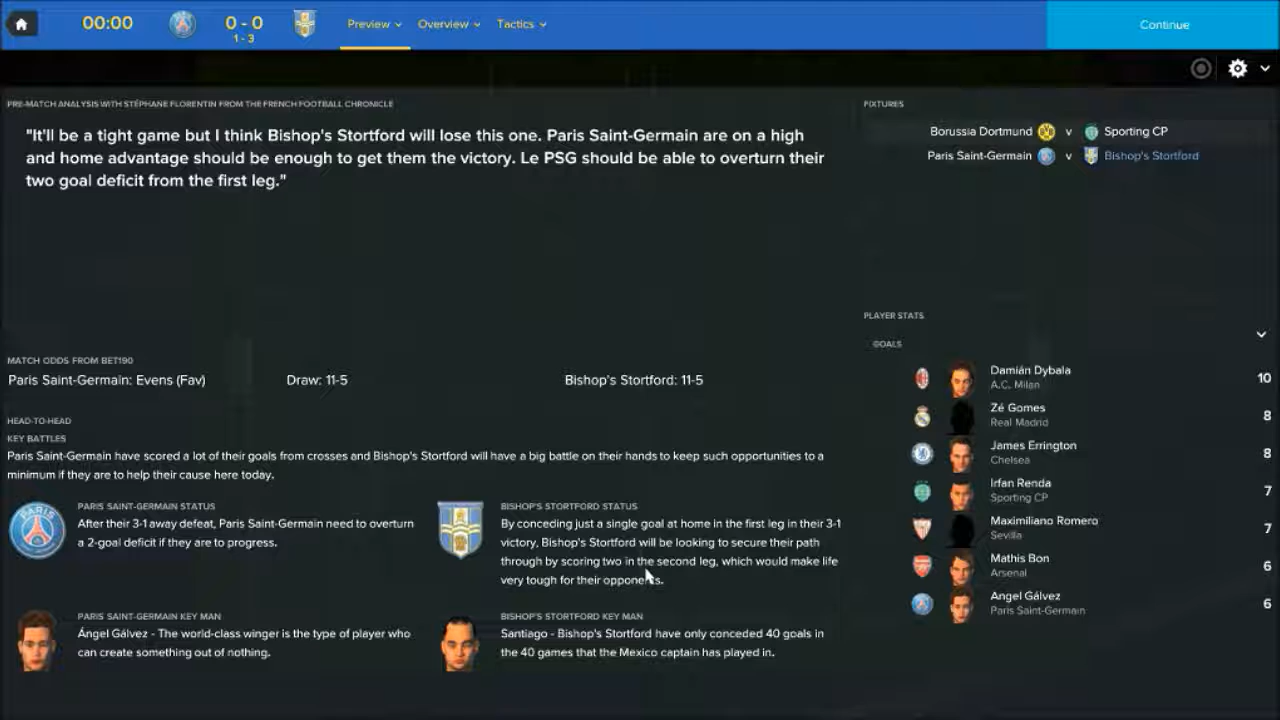 00:00
0 - 0
1 - 3
Preview
Overview
Tactics
Continue
PRE-MATCH ANALYSIS WITH STÉPHANE FLORENTIN FROM THE FRENCH FOOTBALL CHRONICLE
"It'll be a tight game but I think Bishop's Stortford will lose this one. Paris Saint-Germain are on a high
and home advantage should be enough to get them the victory. Le PSG should be able to overturn their
two goal deficit from the first leg."
FIXTURES
Borussia Dortmund v Sporting CP
Paris Saint-Germain v Bishop's Stortford
MATCH ODDS FROM BET190
Paris Saint-Germain: Evens (Fav)
Draw: 11-5
Bishop's Stortford: 11-5
HEAD-TO-HEAD
KEY BATTLES
Paris Saint-Germain have scored a lot of their goals from crosses and Bishop's Stortford will have a big battle on their hands to keep such opportunities to a
minimum if they are to help their cause here today.
PARIS
PARIS SAINT-GERMAIN STATUS
After their 3-1 away defeat, Paris Saint-Germain need to overturn
a 2-goal deficit if they are to progress.
BISHOP'S STORTFORD STATUS
By conceding just a single goal at home in the first leg in their 3-1
victory, Bishop's Stortford will be looking to secure their path
through by scoring two in the second leg, which would make life
very tough for their opponents.
PARIS SAINT-GERMAIN KEY MAN
Ángel Gálvez - The world-class winger is the type of player who
can create something out of nothing.
BISHOP'S STORTFORD KEY MAN
Santiago - Bishop's Stortford have only conceded 40 goals in
the 40 games that the Mexico captain has played in.
PLAYER STATS
GOALS
Damián Dybala
A.C. Milan
10
Zé Gomes
Real Madrid
8
James Errington
Chelsea
8
Irfan Renda
Sporting CP
7
Maximiliano Romero
Sevilla
7
Mathis Bon
Arsenal
6
Ángel Gálvez
Paris Saint-Germain
6